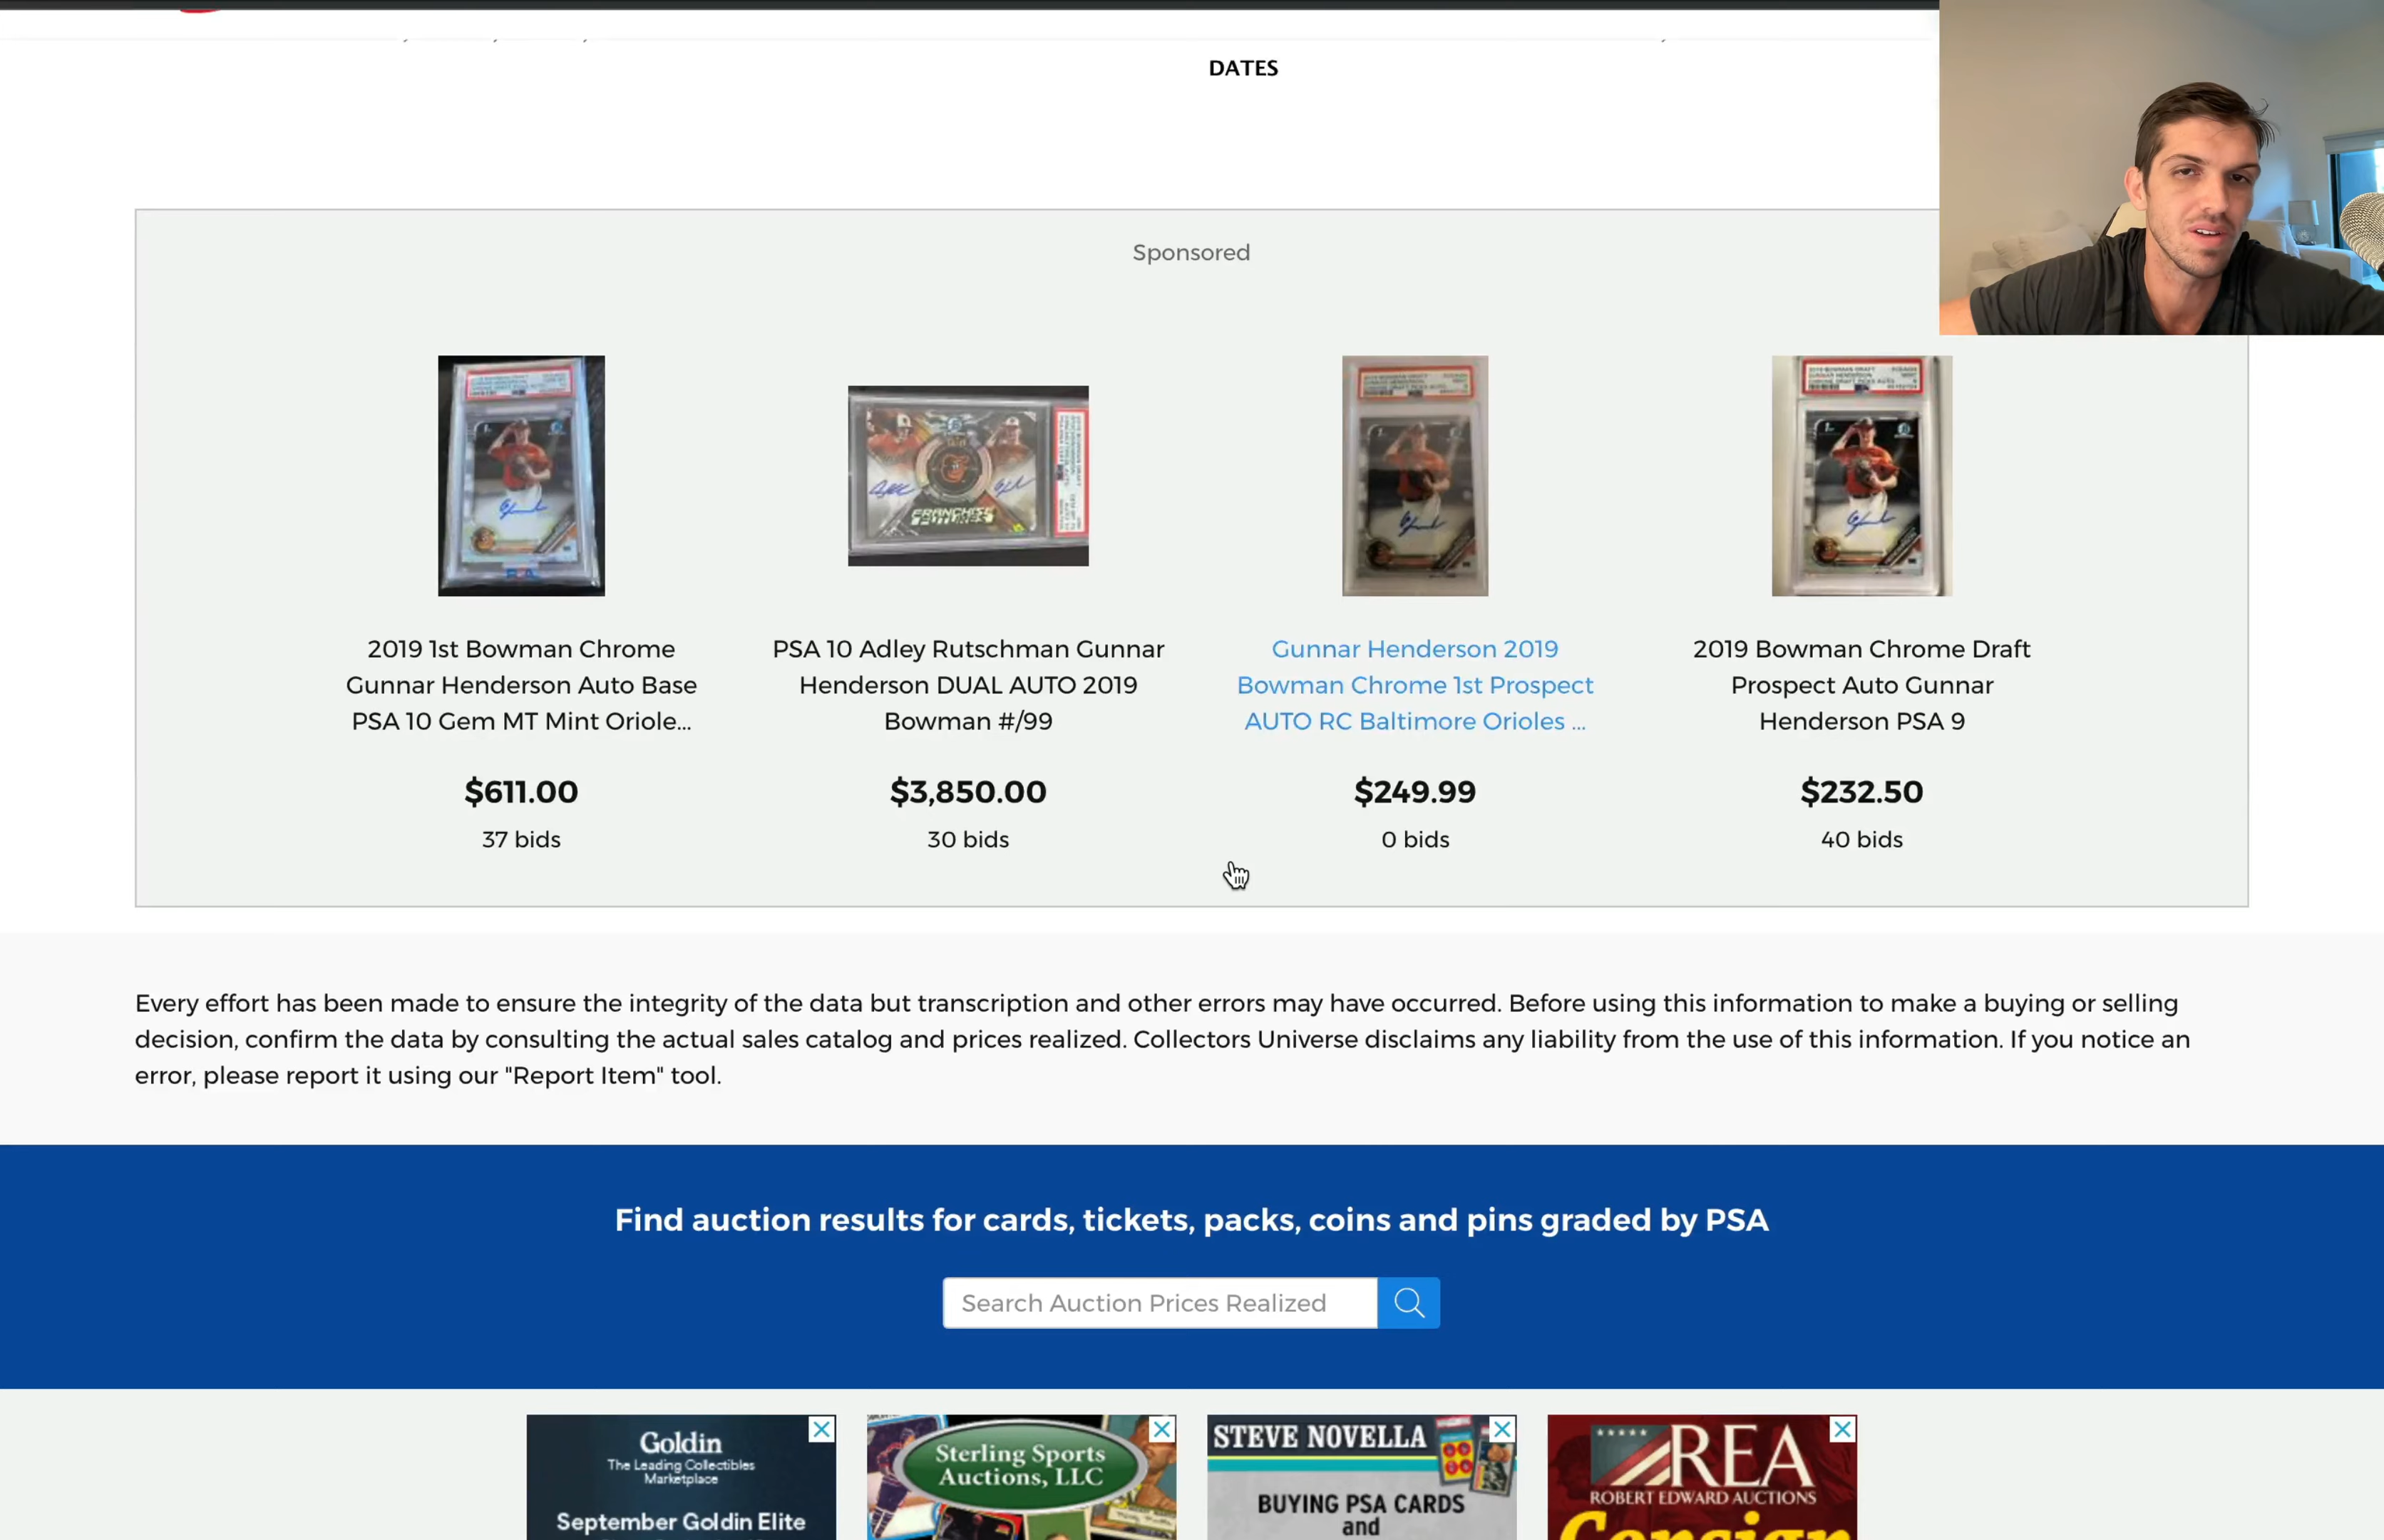 DATES
Sponsored
2019 1st Bowman Chrome
Gunnar Henderson Auto Base
PSA 10 Gem MT Mint Oriole...
$611.00
37 bids
FRANCHISE
FUTURES
PSA 10 Adley Rutschman Gunnar
Henderson DUAL AUTO 2019
Bowman #/99
$3,850.00
30 bids
Gunnar Henderson 2019
Bowman Chrome 1st Prospect
AUTO RC Baltimore Orioles ...
$249.99
0 bids
2019 Bowman Chrome Draft
Prospect Auto Gunnar
Henderson PSA 9
$232.50
40 bids
Every effort has been made to ensure the integrity of the data but transcription and other errors may have occurred. Before using this information to make a buying or selling
decision, confirm the data by consulting the actual sales catalog and prices realized. Collectors Universe disclaims any liability from the use of this information. If you notice an
error, please report it using our "Report Item" tool.
Find auction results for cards, tickets, packs, coins and pins graded by PSA
Search Auction Prices Realized
Goldin
The Leading Collectibles
Marketplace
September Goldin Elite
Sterling Sports
Auctions, LLC
STEVE NOVELLA
BUYING PSA CARDS
and
REA
ROBERT EDWARD AUCTIONS
Consign